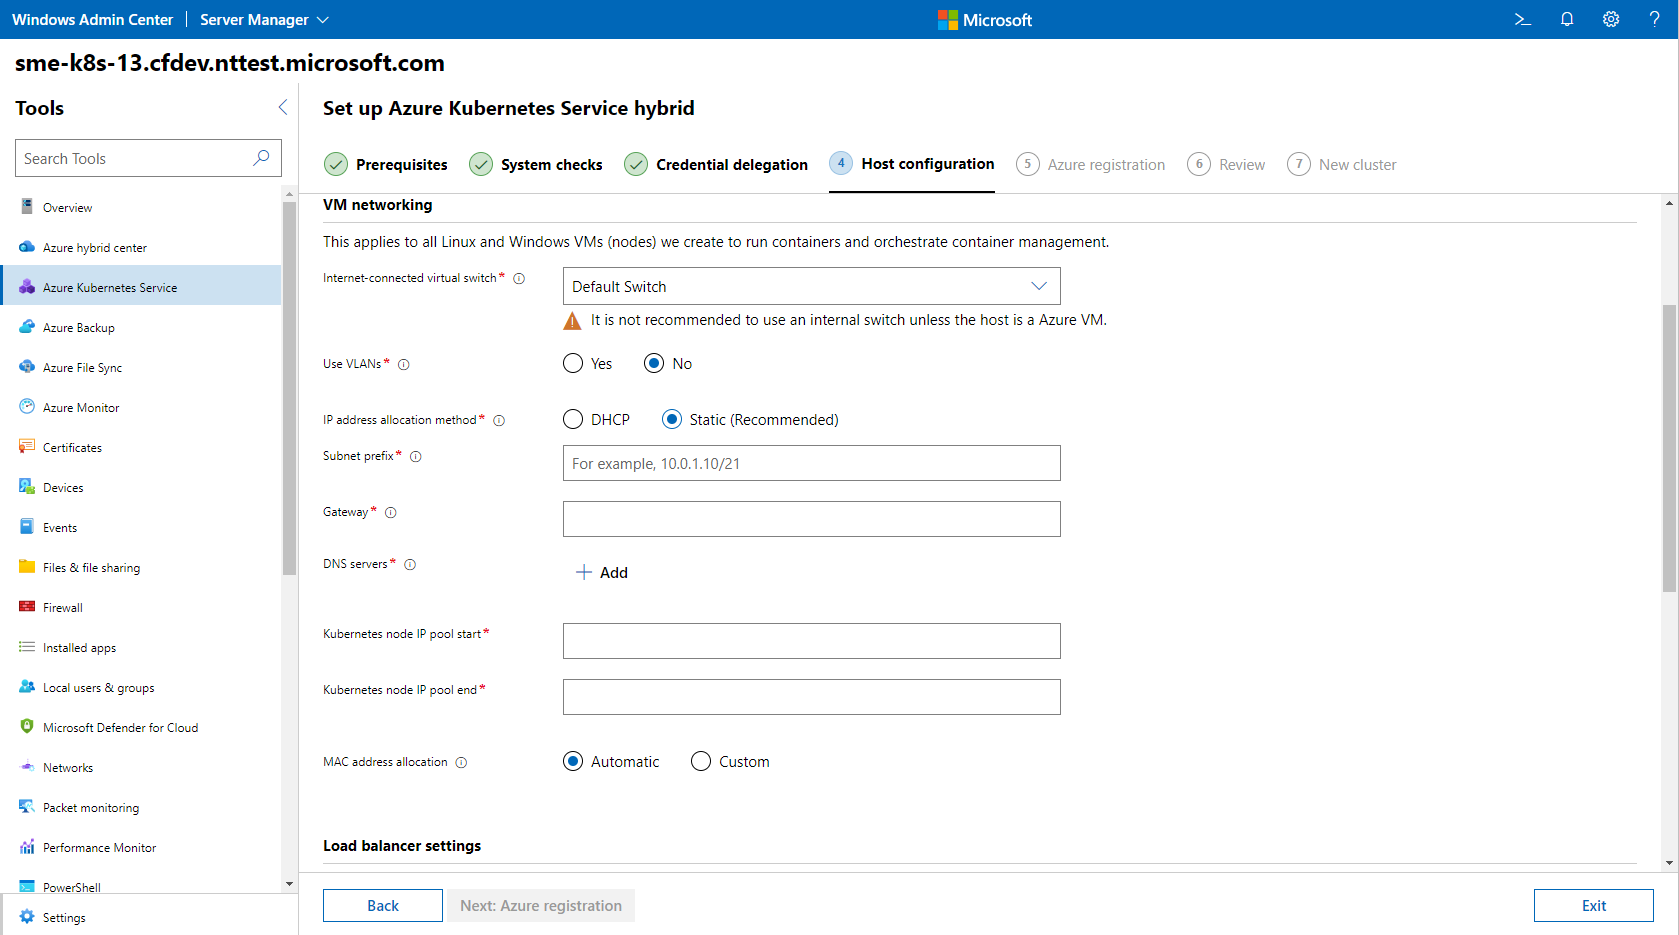 Windows Admin Center | Server Manager
Microsoft
sme-k8s-13.cfdev.nttest.microsoft.com
Tools
Search Tools
Overview
Azure hybrid center
Azure Kubernetes Service
Azure Backup
Azure File Sync
Azure Monitor
Certificates
Devices
Events
Files & file sharing
Firewall
Installed apps
Local users & groups
Microsoft Defender for Cloud
Networks
Packet monitoring
Performance Monitor
PowerShell
Settings
Set up Azure Kubernetes Service hybrid
Prerequisites
System checks
Credential delegation
4 Host configuration
5 Azure registration
6 Review
7 New cluster
VM networking
This applies to all Linux and Windows VMs (nodes) we create to run containers and orchestrate container management.
Internet-connected virtual switch*
Default Switch
It is not recommended to use an internal switch unless the host is a Azure VM.
Use VLANs*
Yes No
IP address allocation method*
DHCP Static (Recommended)
Subnet prefix*
For example, 10.0.1.10/21
Gateway*
DNS servers*
+ Add
Kubernetes node IP pool start*
Kubernetes node IP pool end*
MAC address allocation
Automatic Custom
Load balancer settings
Back
Next: Azure registration
Exit